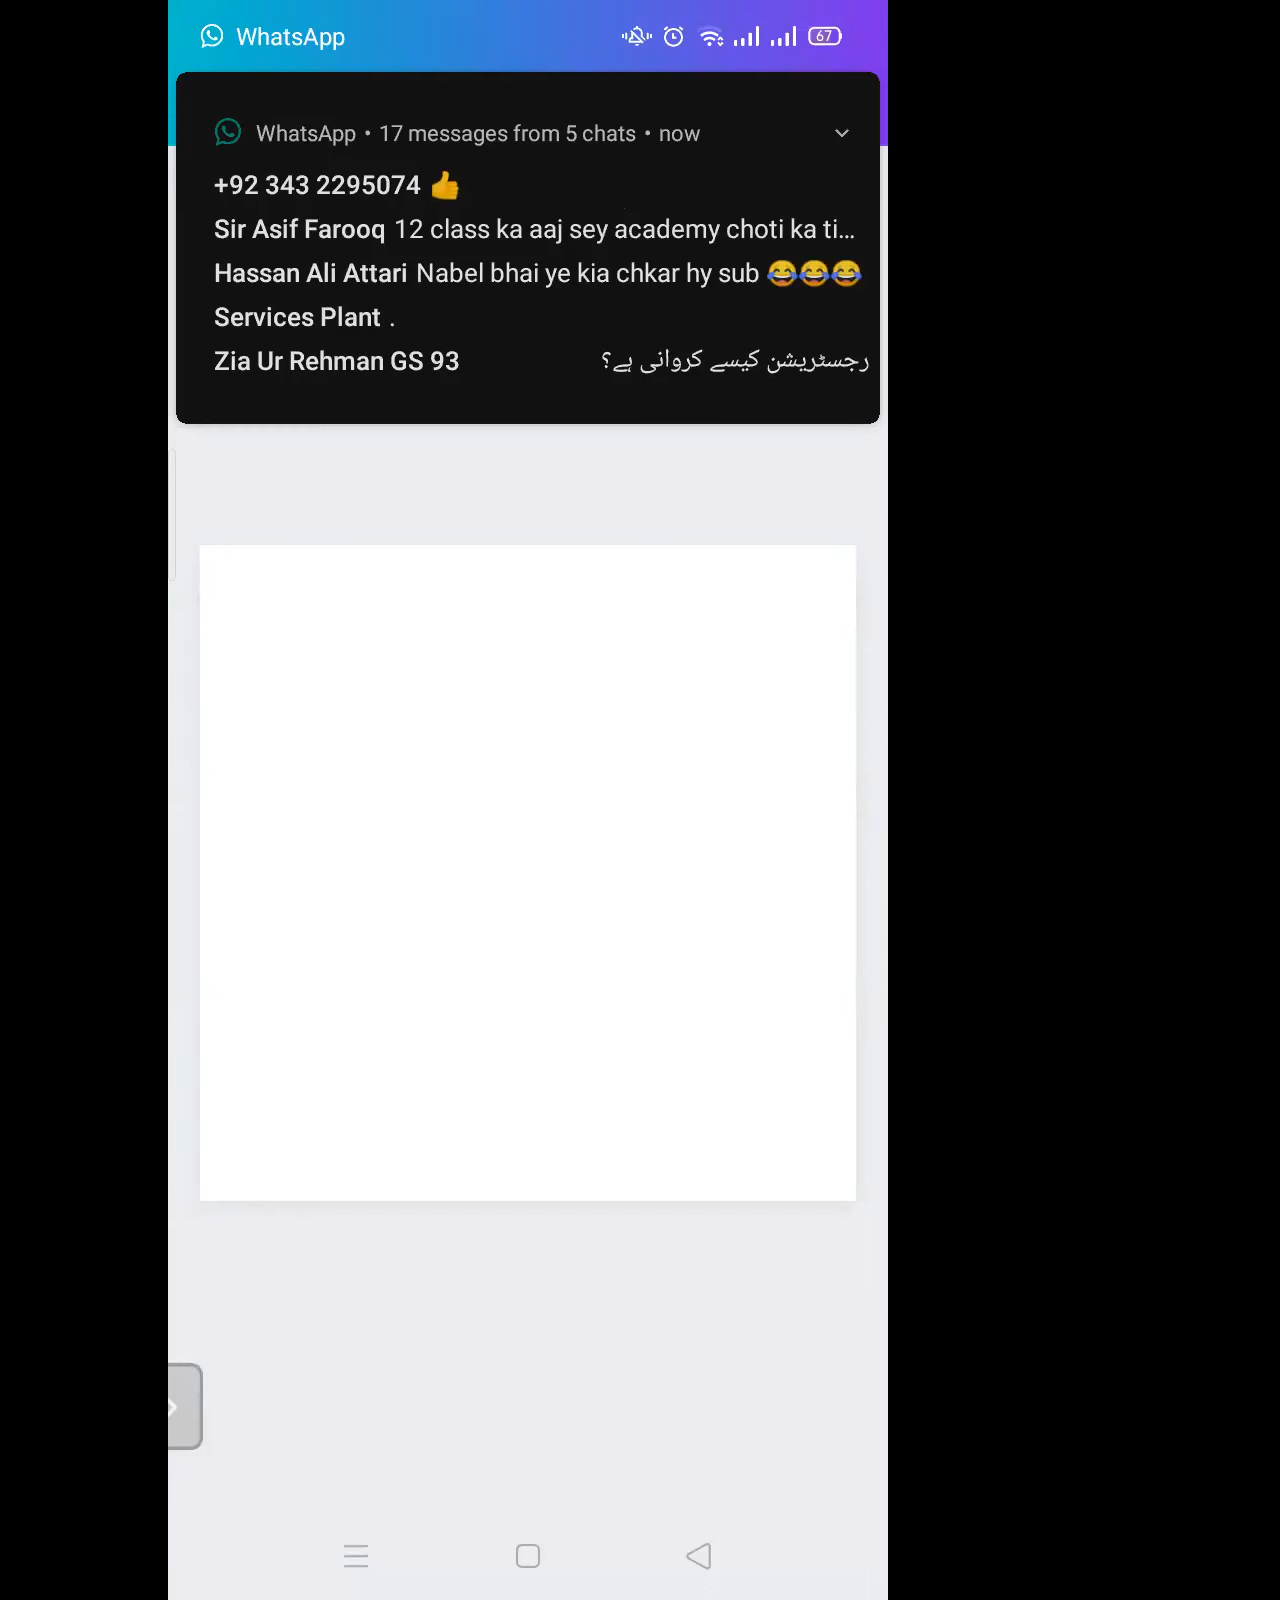 WhatsApp
67
WhatsApp • 17 messages from 5 chats • now
+92 343 2295074 👍
Sir Asif Farooq 12 class ka aaj sey academy choti ka ti...
Hassan Ali Attari Nabel bhai ye kia chkar hy sub 😂😂😂
Services Plant .
Zia Ur Rehman GS 93 رجسٹریشن کیسے کروانی ہے؟